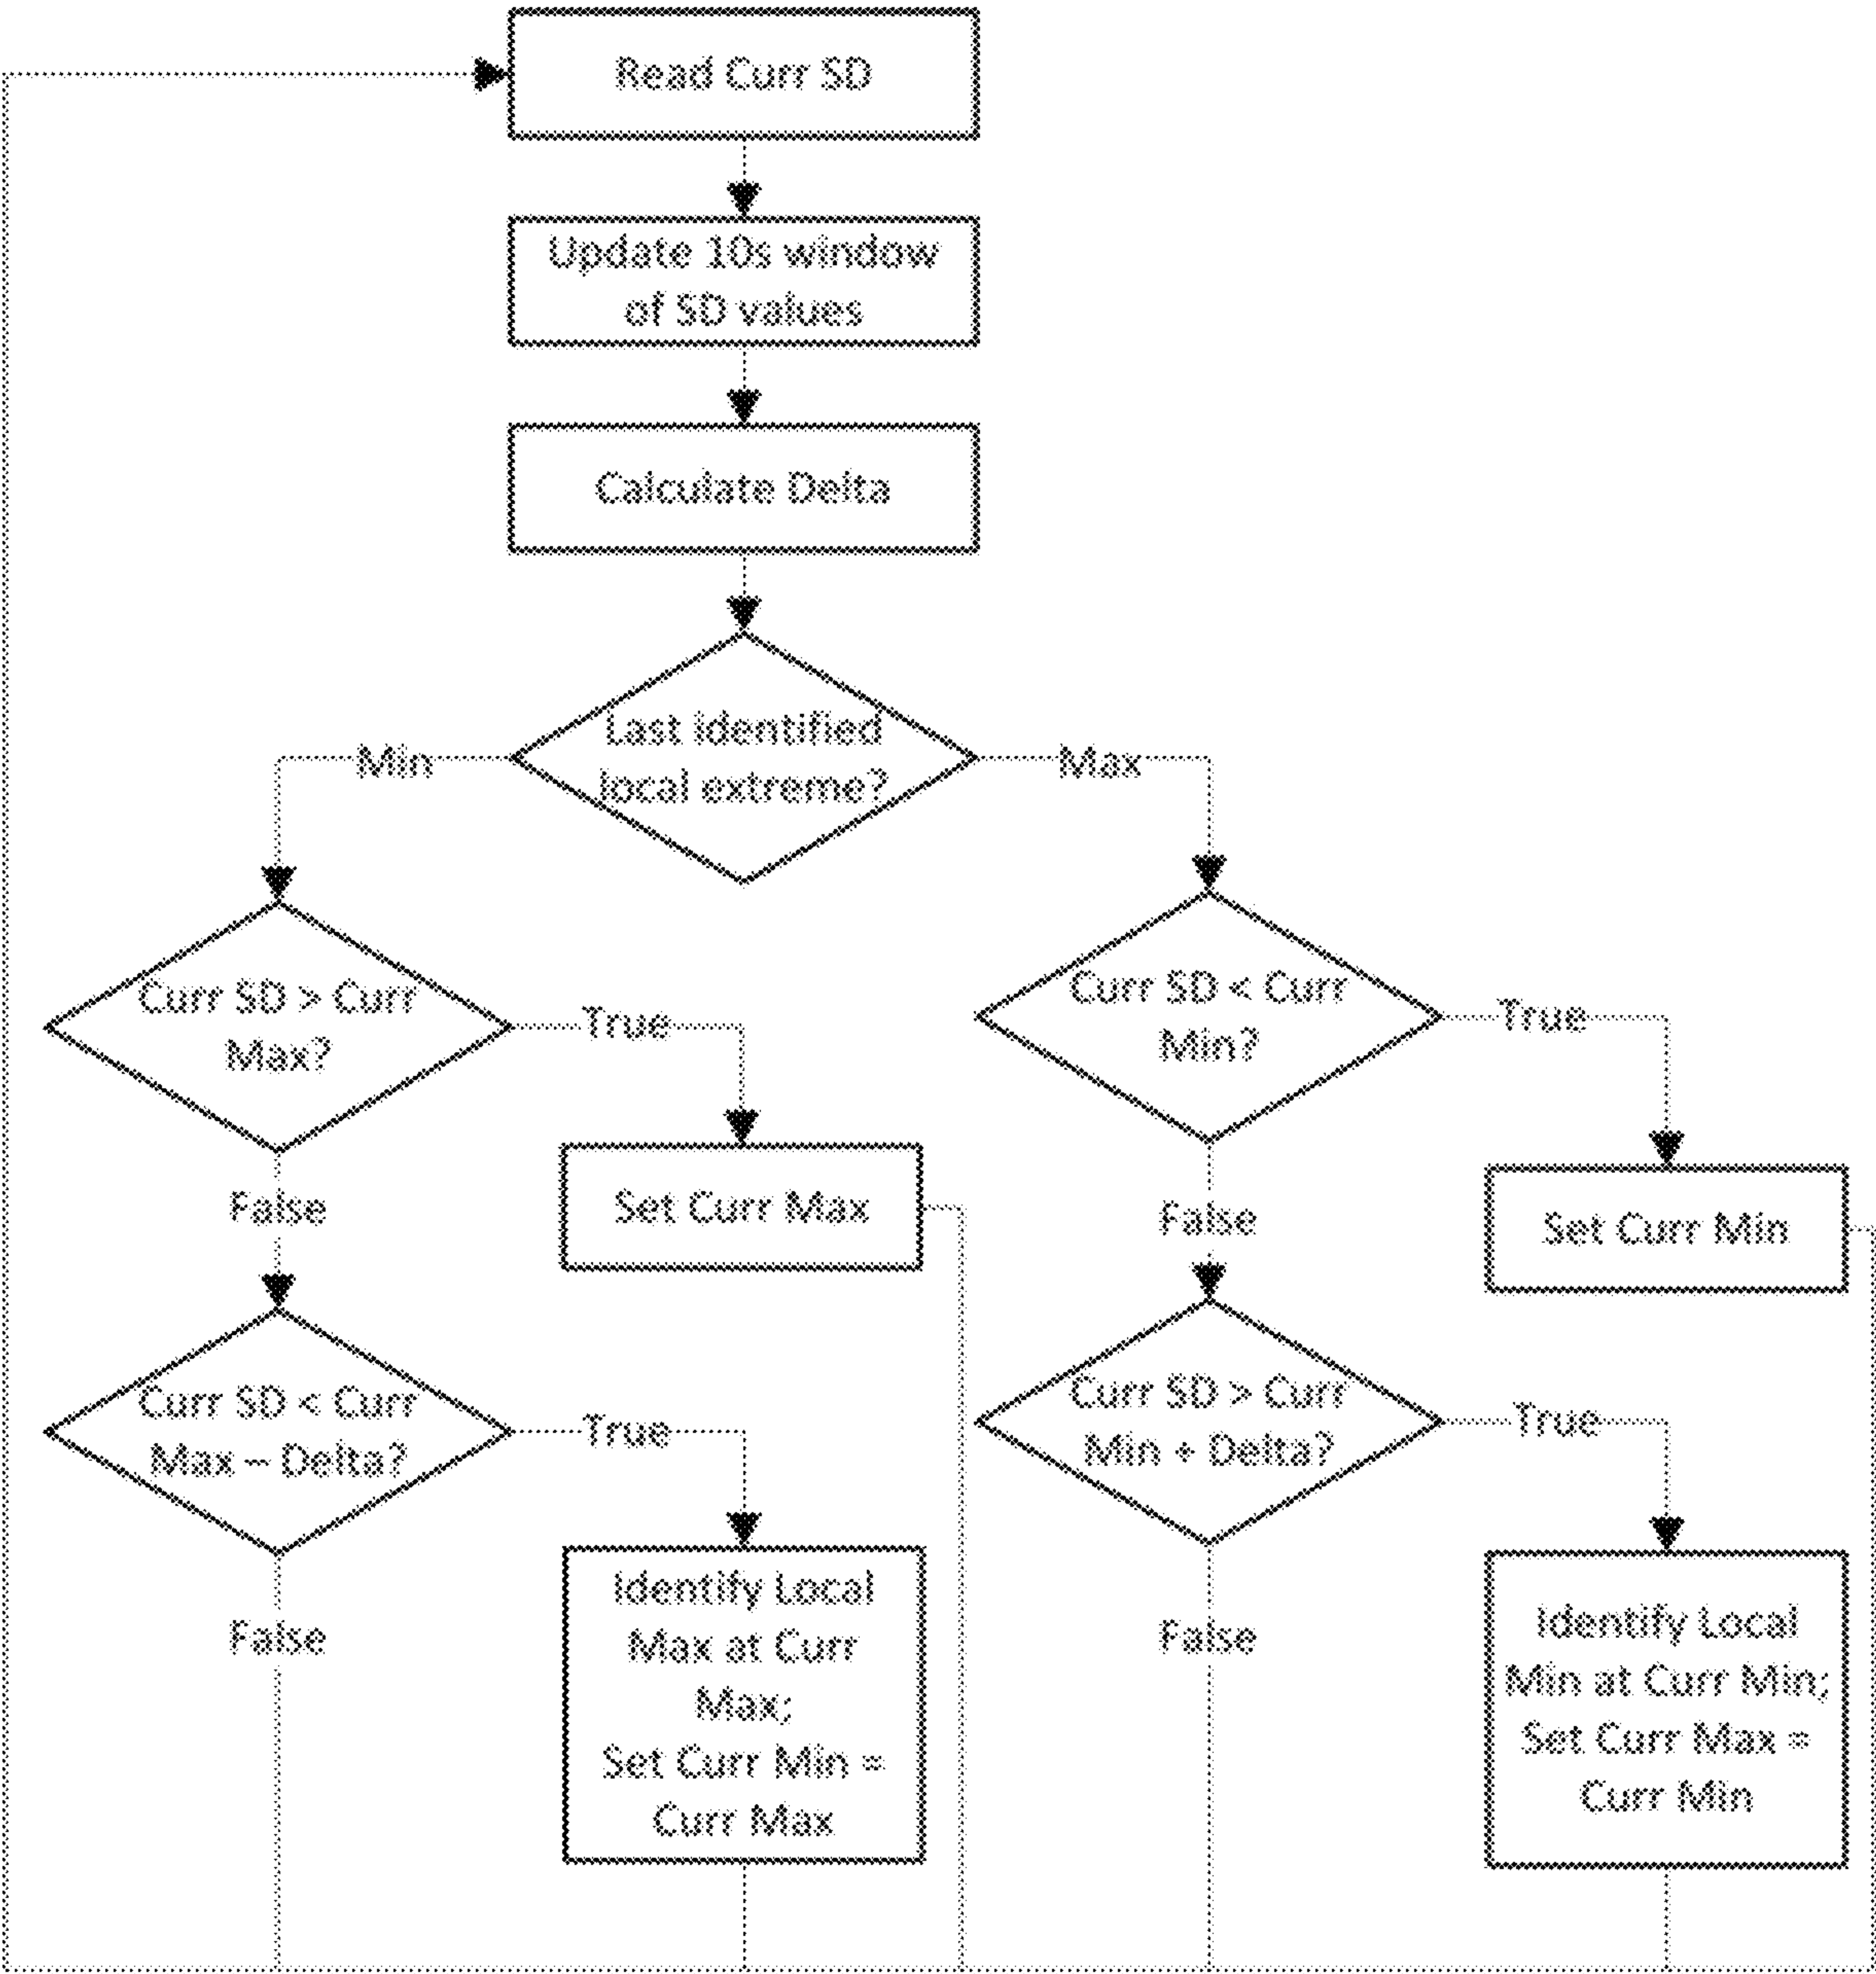 Read Curr SD
Update 10s window
of SD values
Calculate Delta
Last identified
local extreme?
Min
Max
Curr SD > Curr
Max?
True
Curr SD < Curr
Min?
True
False
Set Curr Max
False
Set Curr Min
Curr SD < Curr
Max – Delta?
True
Curr SD > Curr
Min + Delta?
True
False
Identify Local
Max at Curr
Max;
Set Curr Min =
Curr Max
False
Identify Local
Min at Curr Min;
Set Curr Max =
Curr Min